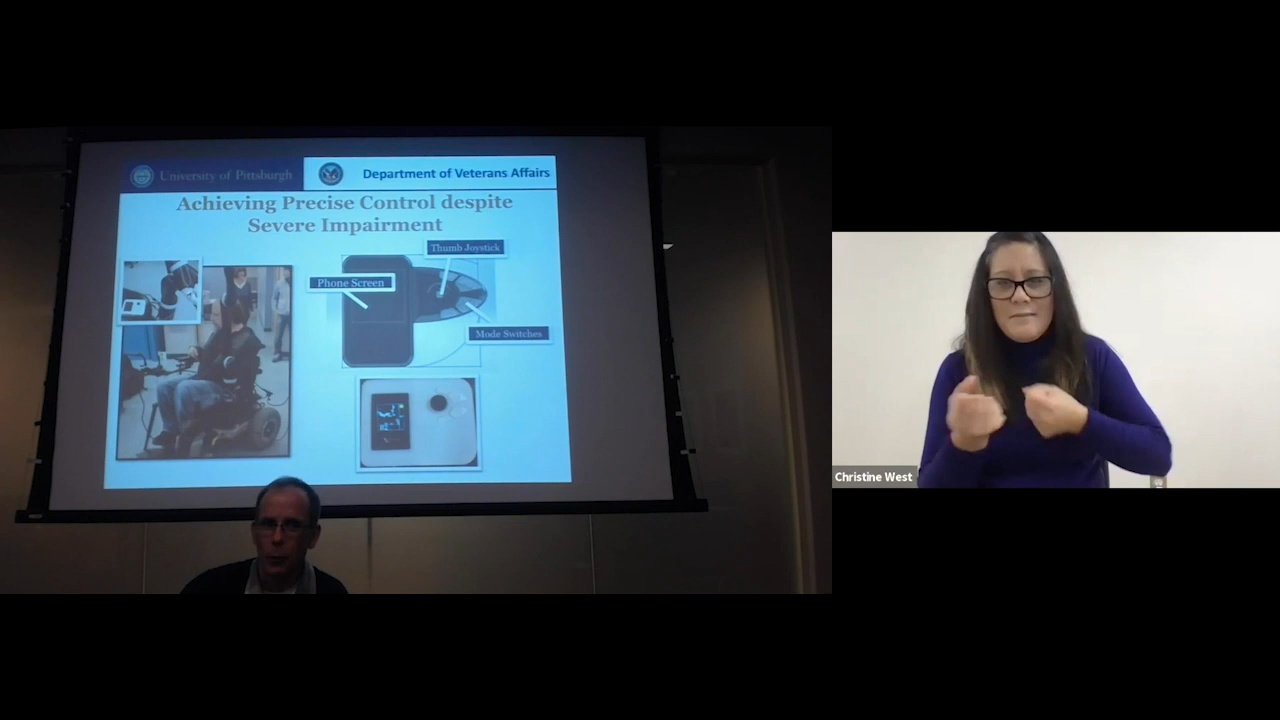 University of Pittsburgh
Department of Veterans Affairs
Achieving Precise Control despite
Severe Impairment
Thumb Joystick
Phone Screen
Mode Switches
Christine West